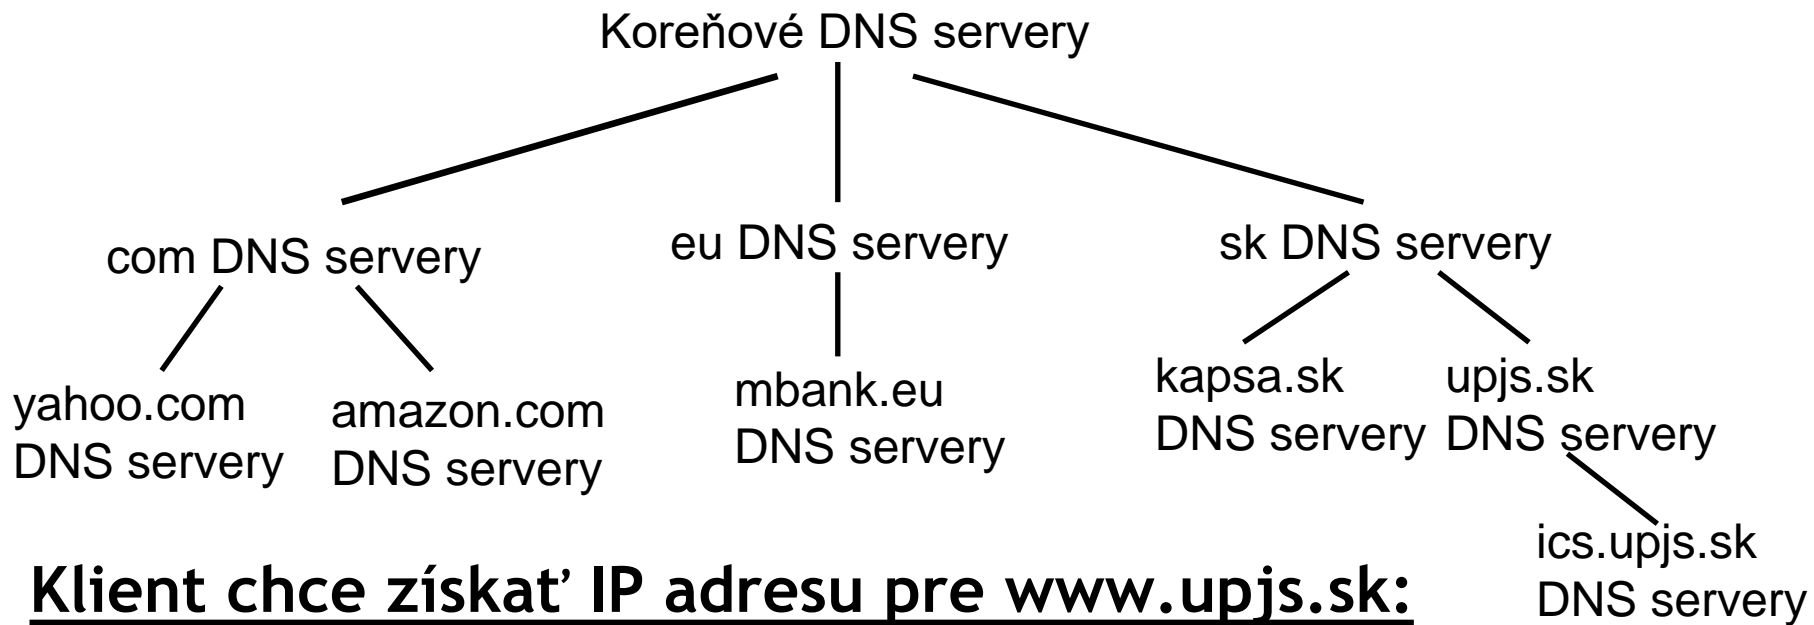 Koreňové DNS servery
com DNS servery
eu DNS servery
sk DNS servery
yahoo.com
DNS servery
amazon.com
DNS servery
mbank.eu
DNS servery
kapsa.sk
DNS servery
upjs.sk
DNS servery
ics.upjs.sk
DNS servery
Klient chce získať IP adresu pre www.upjs.sk: